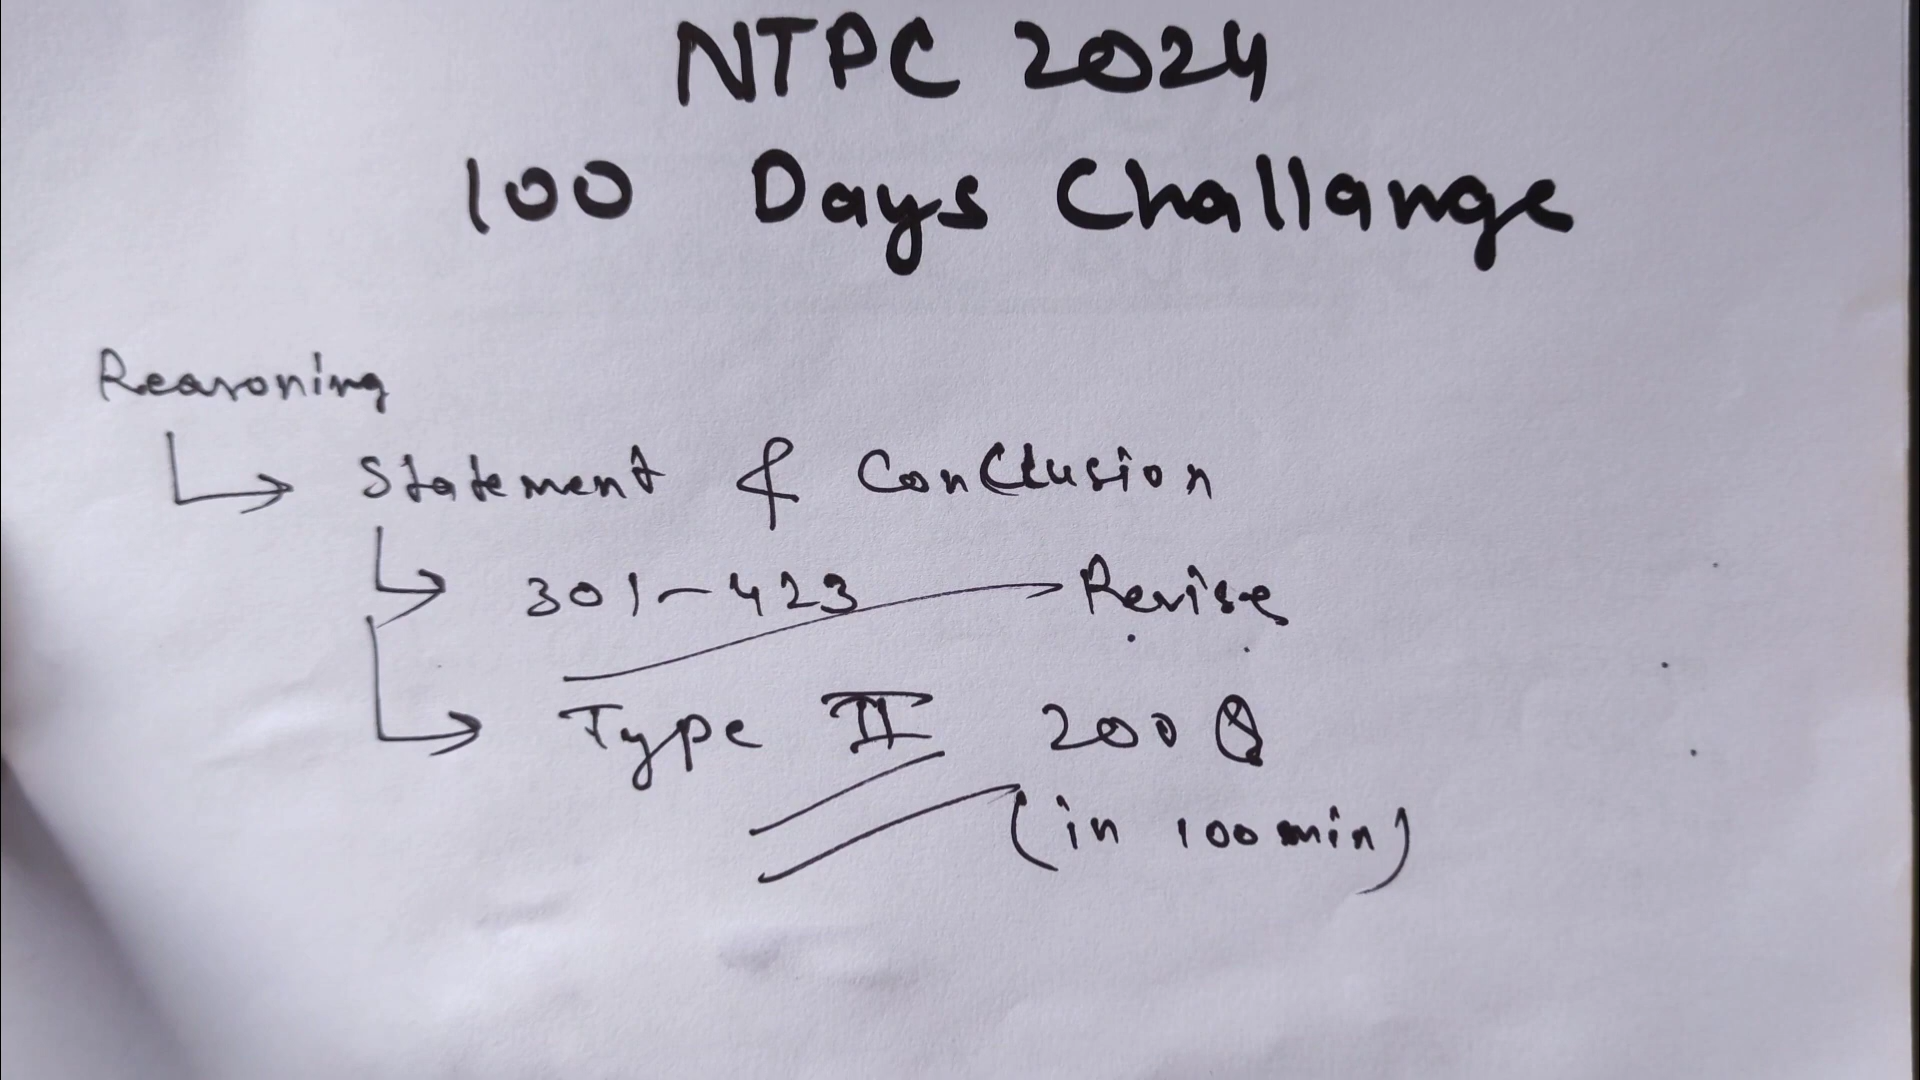 NTPC 2024
100 Days Challange
Reasoning
Statement & Conclusion
301-423 Revise
Type II 200 Q
(in 100 min)